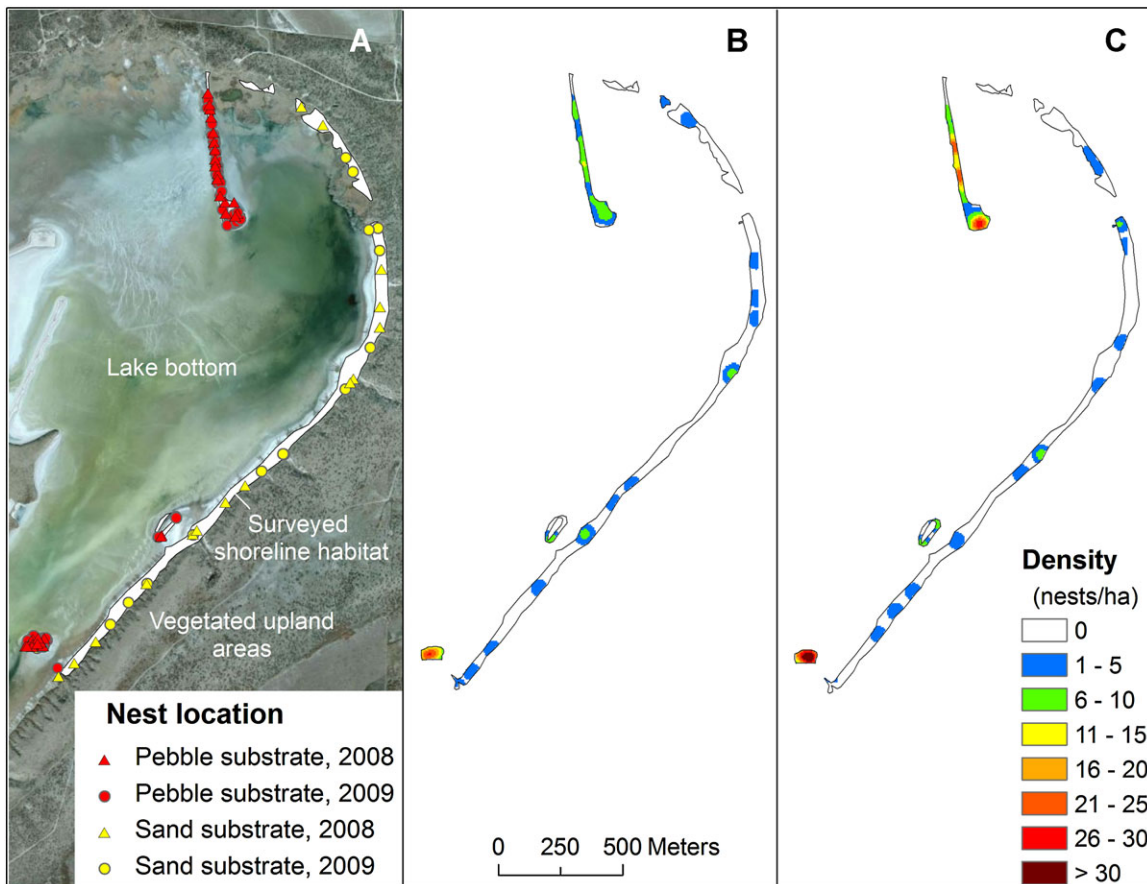 A
B
C
Lake bottom
Surveyed
shoreline habitat
Vegetated upland
areas
Nest location
Pebble substrate, 2008
Pebble substrate, 2009
Sand substrate, 2008
Sand substrate, 2009
0 250 500 Meters
Density
(nests/ha)
0
1 - 5
6 - 10
11 - 15
16 - 20
21 - 25
26 - 30
> 30